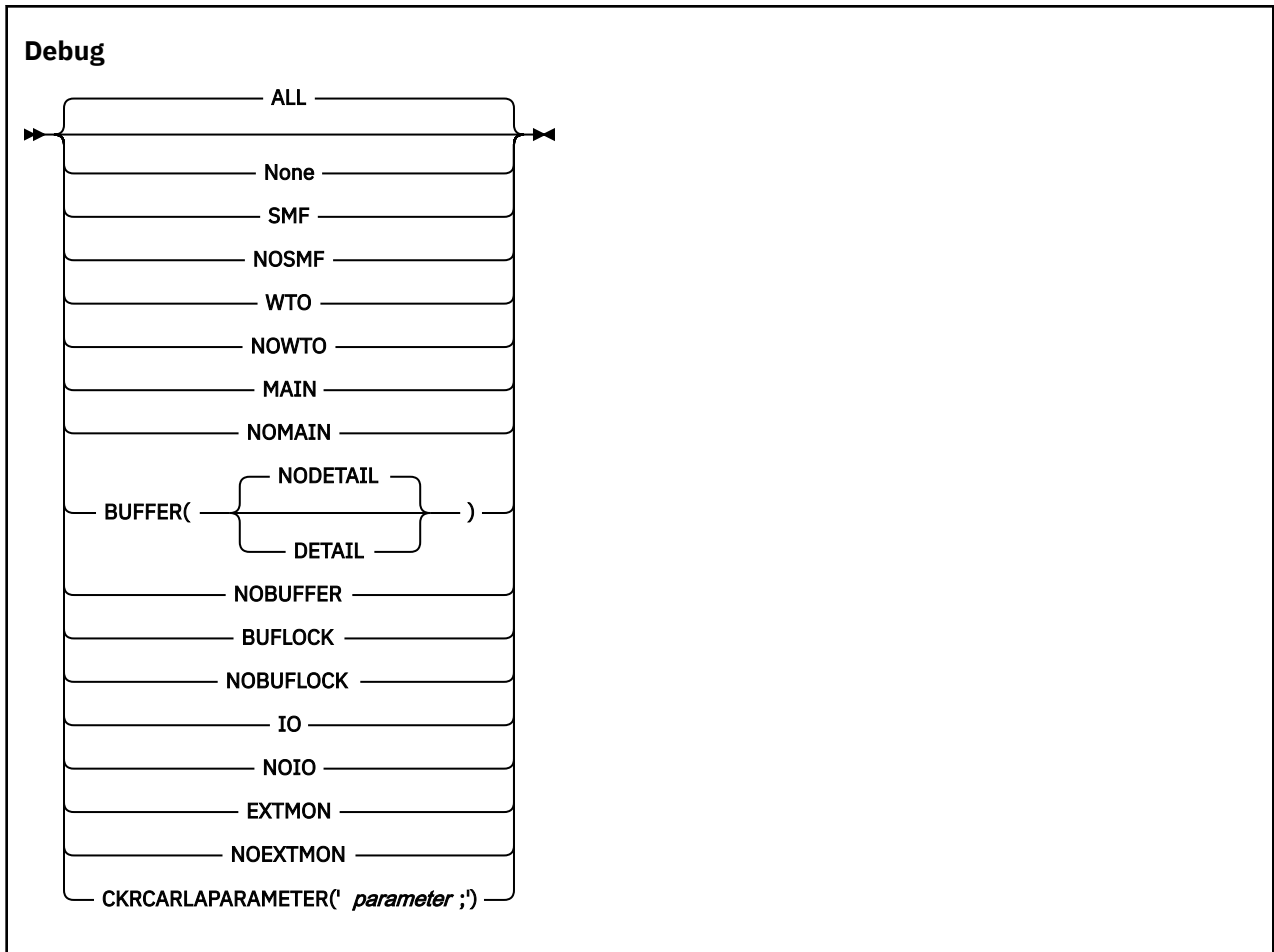 Debug
ALL
None
SMF
NOSMF
WTO
NOWTO
MAIN
NOMAIN
NODETAIL
BUFFER( )
DETAIL
NOBUFFER
BUFLOCK
NOBUFLOCK
IO
NOIO
EXTMON
NOEXTMON
CKRCARLAPARAMETER(' parameter ;')